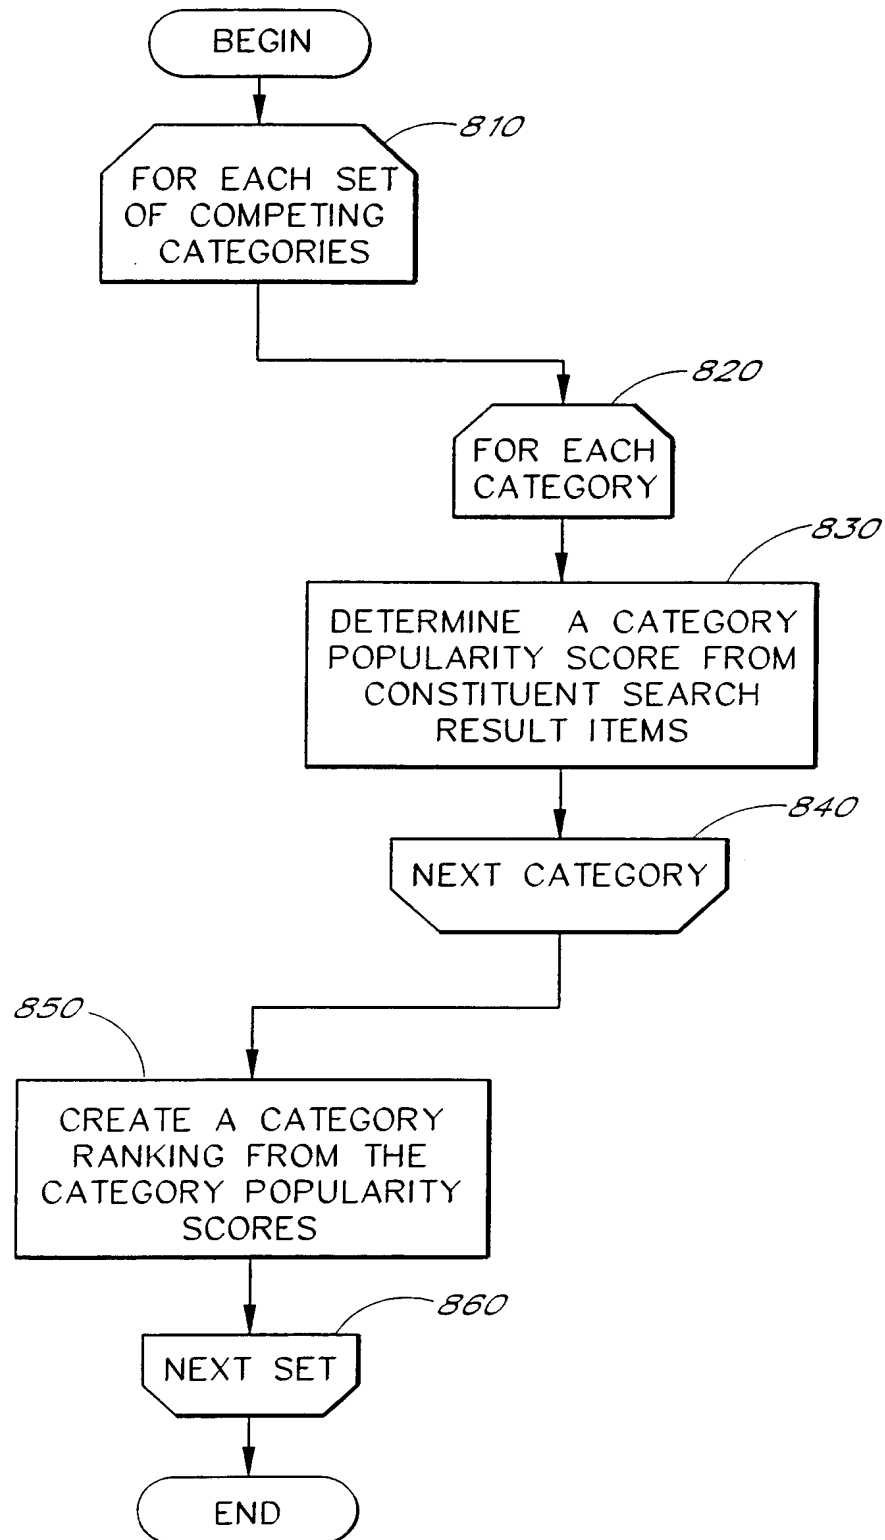 BEGIN
810
FOR EACH SET
OF COMPETING
CATEGORIES
820
FOR EACH
CATEGORY
830
DETERMINE A CATEGORY
POPULARITY SCORE FROM
CONSTITUENT SEARCH
RESULT ITEMS
840
NEXT CATEGORY
850
CREATE A CATEGORY
RANKING FROM THE
CATEGORY POPULARITY
SCORES
860
NEXT SET
END